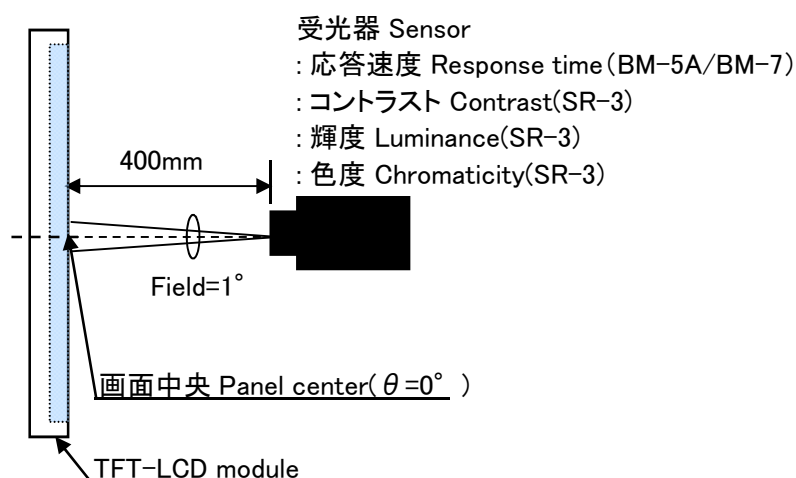 受光器 Sensor
: 応答速度 Response time(BM-5A/BM-7)
: コントラスト Contrast(SR-3)
: 輝度 Luminance(SR-3)
: 色度 Chromaticity(SR-3)
400mm
Field=1°
画面中央 Panel center( θ=0° )
TFT-LCD module